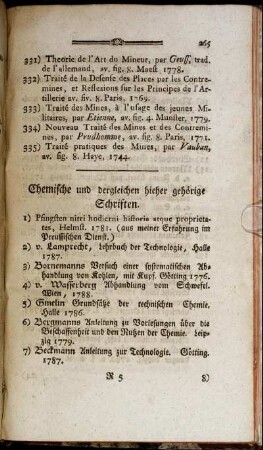 265
331) Theorie de l'Art du Mineur, par Geuss, trad.
de l'allemand, av. fig. 8. Maest 1778.
332) Traité de la Defense des Places par les Contre-
mines, et Reflexions sur les Principes de l'Ar-
tillerie av. fiv. 8. Paris, 1769.
333) Traité des Mines, à l'usage des jeunes Mi-
litaires, par Etienne, av. fig. 4. Munster, 1779.
334) Nouveau Traité des Mines et des Contremi-
nes, par Prudhomme, av. fig. 8. Paris, 1771.
335) Traité pratiques des Mines, par Vauban,
av. fig. 8. Haye, 1744.
Chemische und dergleichen hieher gehörige
Schriften.
1) Pfingsten nitri hodierni historia atque proprieta-
tes, Helmst. 1781. (aus meiner Erfahrung im
Preussischen Dienst.)
2) v. Lamprecht, Lehrbuch der Technologie, Halle
1787.
3) Bornemanns Versuch einer systematischen Ab-
handlung von Kohlen, mit Kupf. Götting 1776.
4) v. Wasserberg Abhandlung vom Schwefel.
Wien, 1788.
5) Gmelin Grundsätze der technischen Chemie.
Halle 1786.
6) Bergmanns Anleitung zu Vorlesungen über die
Beschaffenheit und den Nutzen der Chemie. Leip-
zig 1779.
7) Beckmann Anleitung zur Technologie. Götting.
1787.
R 5 8)